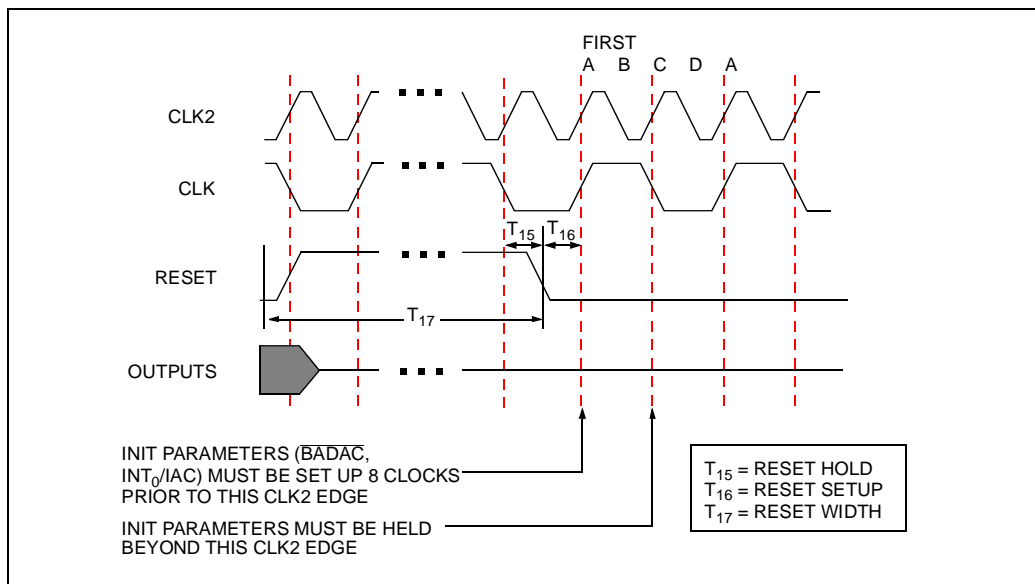 FIRST
A B C D A
CLK2
CLK
T15 T16
RESET
T17
OUTPUTS
INIT PARAMETERS (BADAC,
INT0/IAC) MUST BE SET UP 8 CLOCKS
PRIOR TO THIS CLK2 EDGE
INIT PARAMETERS MUST BE HELD
BEYOND THIS CLK2 EDGE
T15 = RESET HOLD
T16 = RESET SETUP
T17 = RESET WIDTH